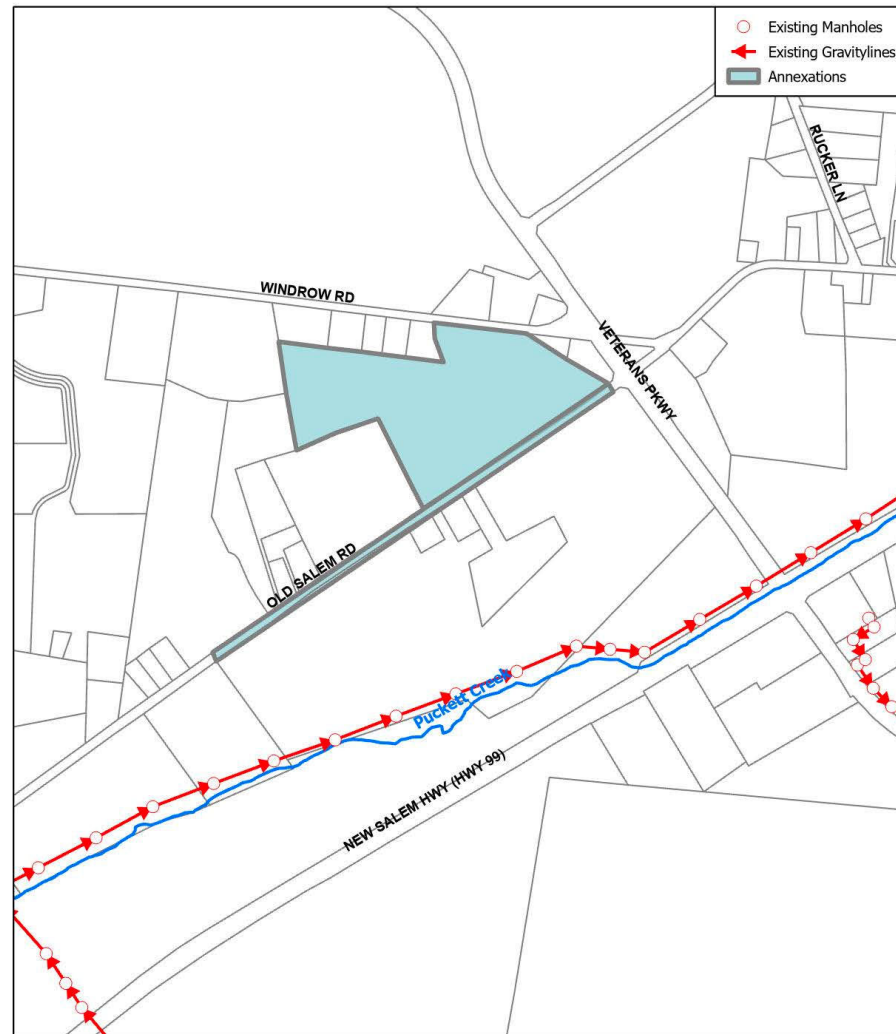 Existing Manholes
Existing Gravitylines
Annexations
RUCKER LN
WINDROW RD
VETERANS PKWY
OLD SALEM RD
Puckett Creek
NEW SALEM HWY (HWY 99)